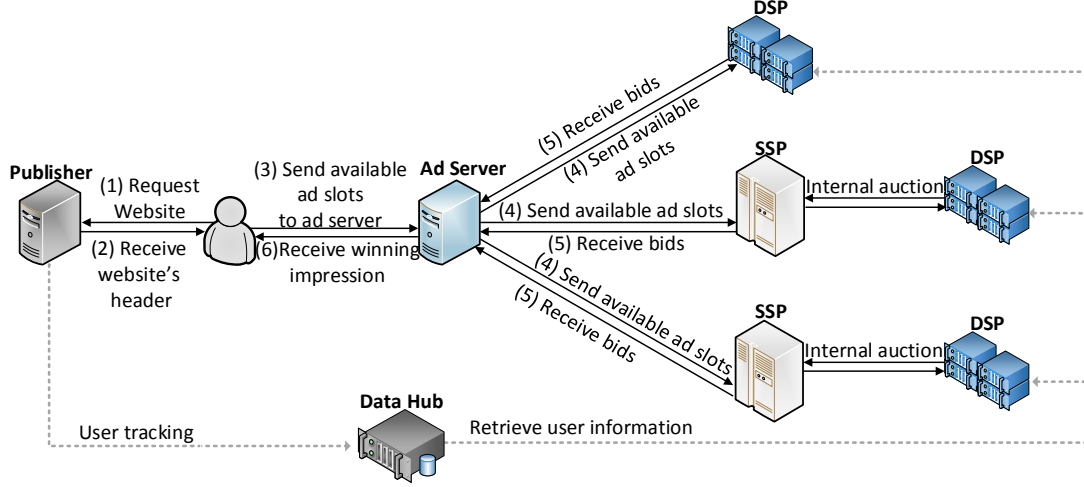 DSP
(5) Receive bids
(4) Send available
ad slots
Publisher
(1) Request
Website
(2) Receive
website's
header
(3) Send available
ad slots
to ad server
(6)Receive winning
impression
Ad Server
(4) Send available ad slots
(5) Receive bids
SSP
Internal auction
DSP
(4) Send available ad slots
(5) Receive bids
SSP
Internal auction
DSP
User tracking
Data Hub
Retrieve user information